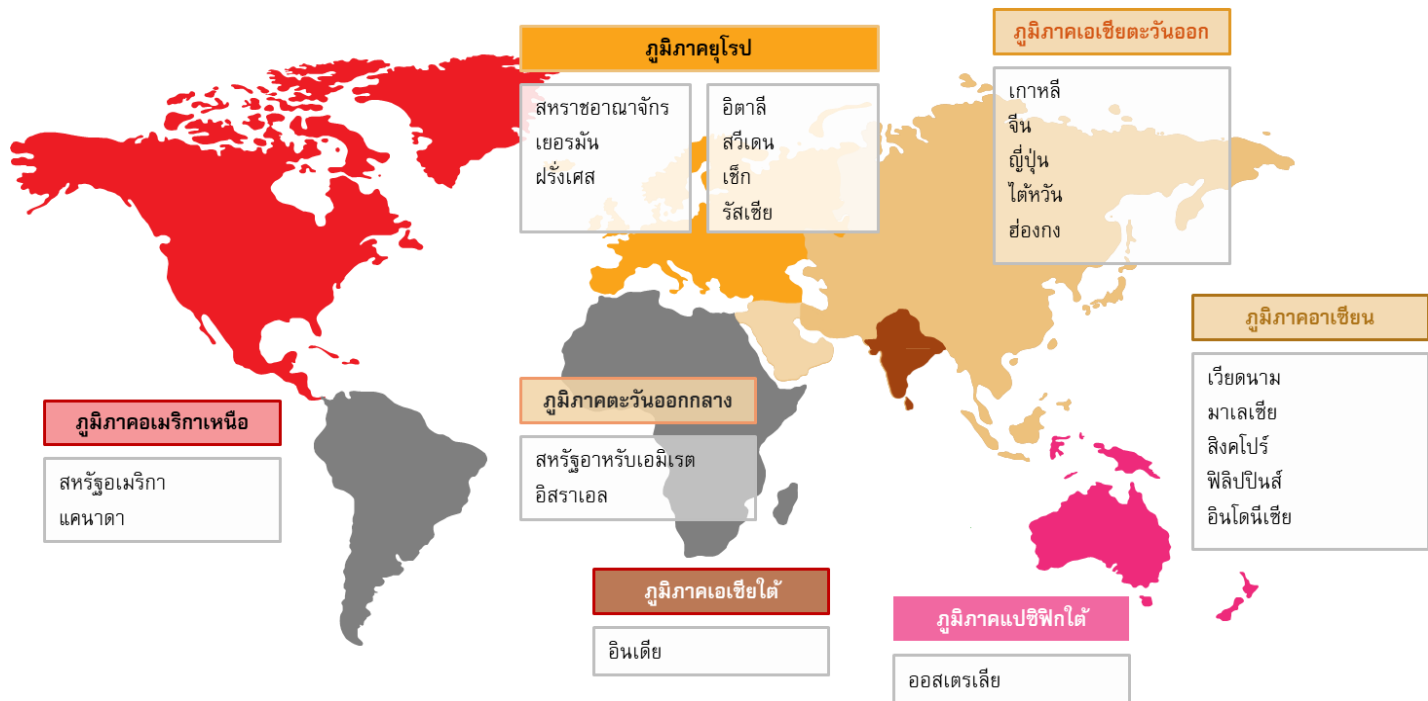 ภูมิภาคยุโรป
สหราชอาณาจักร
เยอรมัน
ฝรั่งเศส
อิตาลี
สวีเดน
เช็ก
รัสเซีย
ภูมิภาคเอเชียตะวันออก
เกาหลี
จีน
ญี่ปุ่น
ไต้หวัน
ฮ่องกง
ภูมิภาคอาเซียน
เวียดนาม
มาเลเซีย
สิงคโปร์
ฟิลิปปินส์
อินโดนีเซีย
ภูมิภาคอเมริกาเหนือ
สหรัฐอเมริกา
แคนาดา
ภูมิภาคตะวันออกกลาง
สหรัฐอาหรับเอมิเรต
อิสราเอล
ภูมิภาคเอเชียใต้
อินเดีย
ภูมิภาคแปซิฟิกใต้
ออสเตรเลีย